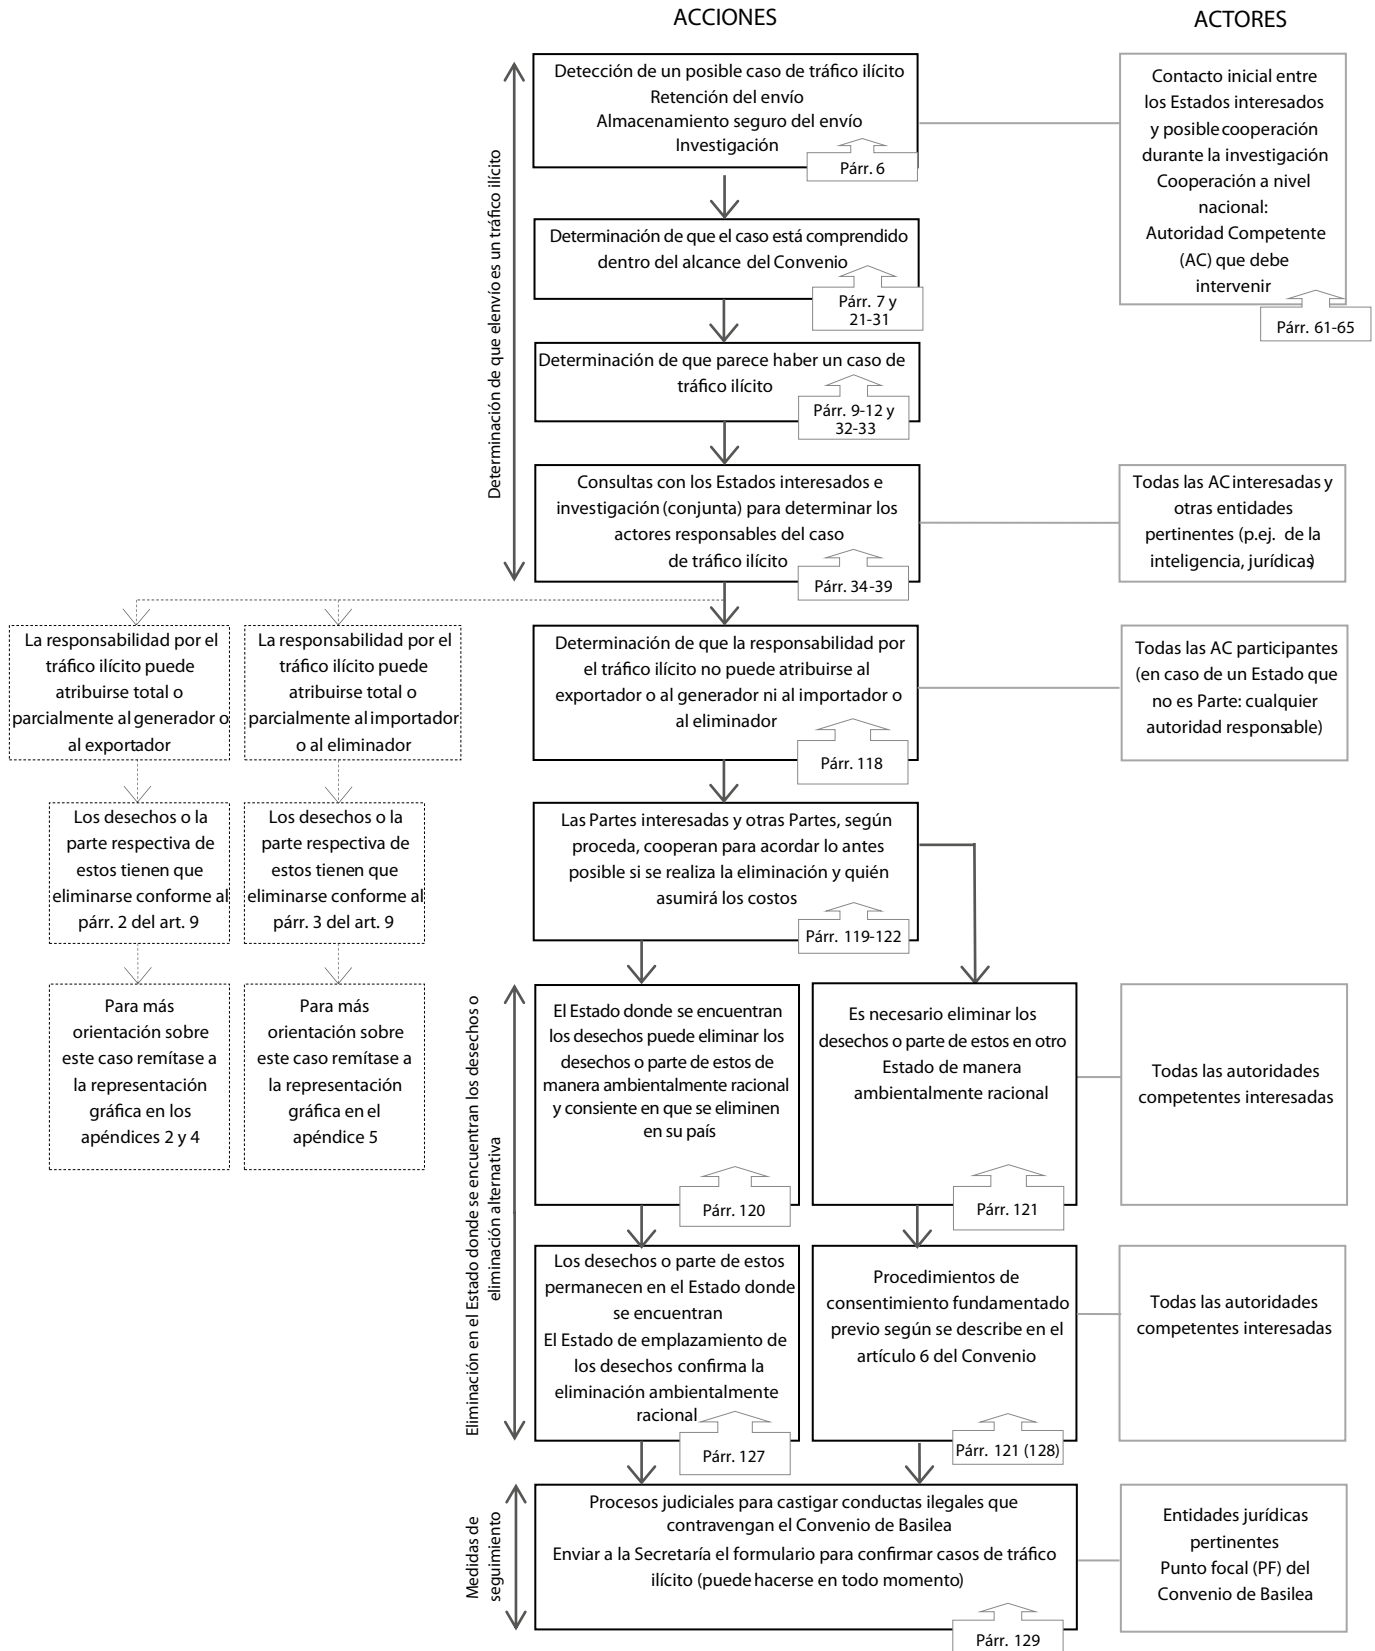 ACCIONES
ACTORES
Determinación de que elenvío es un tráfico ilícito
Detección de un posible caso de tráfico ilícito
Retención del envío
Almacenamiento seguro del envío
Investigación
Párr. 6
Contacto inicial entre
los Estados interesados
y posible cooperación
durante la investigación
Cooperación a nivel
nacional:
Autoridad Competente
(AC) que debe
intervenir
Párr. 61-65
Determinación de que el caso está comprendido
dentro del alcance del Convenio
Párr. 7 y
21-31
Determinación de que parece haber un caso de
tráfico ilícito
Párr. 9-12 y
32-33
Consultas con los Estados interesados e
investigación (conjunta) para determinar los
actores responsables del caso
de tráfico ilícito
Párr. 34-39
Todas las AC interesadas y
otras entidades
pertinentes (p.ej. de la
inteligencia, jurídicas)
La responsabilidad por el
tráfico ilícito puede
atribuirse total o
parcialmente al generador o
al exportador
La responsabilidad por el
tráfico ilícito puede
atribuirse total o
parcialmente al importador
o al eliminador
Determinación de que la responsabilidad por
el tráfico ilícito no puede atribuirse al
exportador o al generador ni al importador o
al eliminador
Párr. 118
Todas las AC participantes
(en caso de un Estado que
no es Parte: cualquier
autoridad responsable)
Los desechos o la
parte respectiva de
estos tienen que
eliminarse conforme al
párr. 2 del art. 9
Los desechos o la
parte respectiva de
estos tienen que
eliminarse conforme al
párr. 3 del art. 9
Las Partes interesadas y otras Partes, según
proceda, cooperan para acordar lo antes
posible si se realiza la eliminación y quién
asumirá los costos
Párr. 119-122
Para más
orientación sobre
este caso remítase a
la representación
gráfica en los
apéndices 2 y 4
Para más
orientación sobre
este caso remítase a
la representación
gráfica en el
apéndice 5
Eliminación en el Estado donde se encuentran los desechos o
eliminación alternativa
El Estado donde se encuentran
los desechos puede eliminar los
desechos o parte de estos de
manera ambientalmente racional
y consiente en que se eliminen
en su país
Párr. 120
Es necesario eliminar los
desechos o parte de estos en otro
Estado de manera
ambientalmente racional
Párr. 121
Todas las autoridades
competentes interesadas
Los desechos o parte de estos
permanecen en el Estado donde
se encuentran
El Estado de emplazamiento de
los desechos confirma la
eliminación ambientalmente
racional
Párr. 127
Procedimientos de
consentimiento fundamentado
previo según se describe en el
artículo 6 del Convenio
Párr. 121 (128)
Todas las autoridades
competentes interesadas
Medidas de
seguimiento
Procesos judiciales para castigar conductas ilegales que
contravengan el Convenio de Basilea
Enviar a la Secretaría el formulario para confirmar casos de tráfico
ilícito (puede hacerse en todo momento)
Párr. 129
Entidades jurídicas
pertinentes
Punto focal (PF) del
Convenio de Basilea